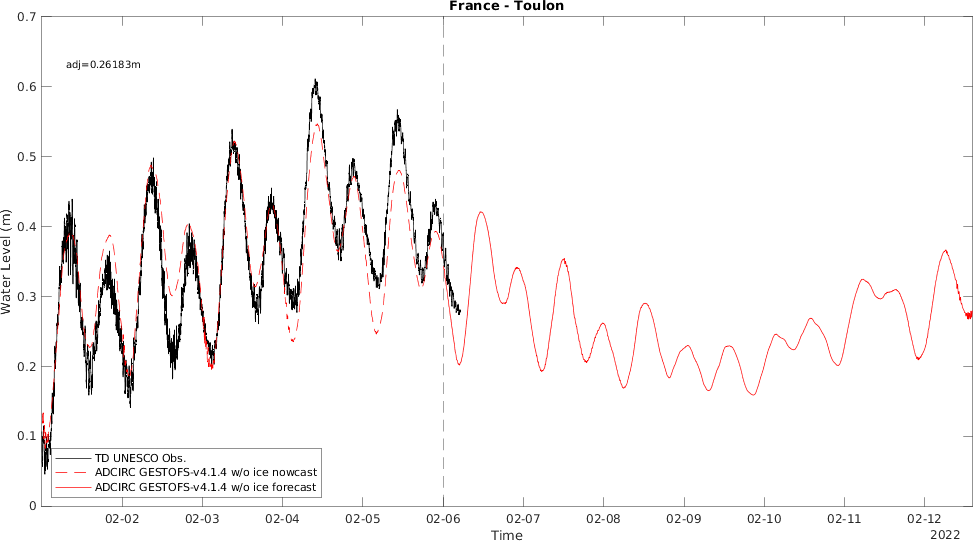 France - Toulon
adj=0.26183m
Water Level (m)
0.7
0.6
0.5
0.4
0.3
0.2
0.1
0
TD UNESCO Obs.
ADCIRC GESTOFS-v4.1.4 w/o ice nowcast
ADCIRC GESTOFS-v4.1.4 w/o ice forecast
02-02 02-03 02-04 02-05 02-06 02-07 02-08 02-09 02-10 02-11 02-12
Time
2022